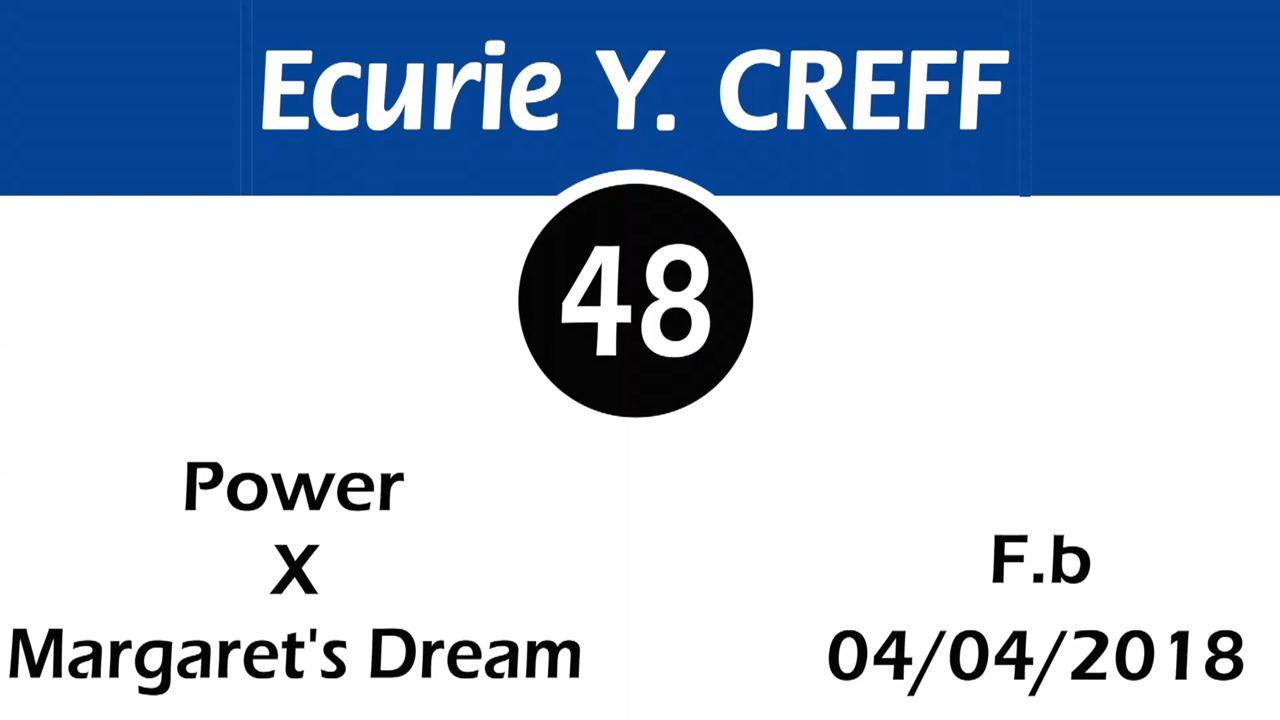 Ecurie Y. CREFF
48
Power
X
Margaret's Dream
F.b
04/04/2018